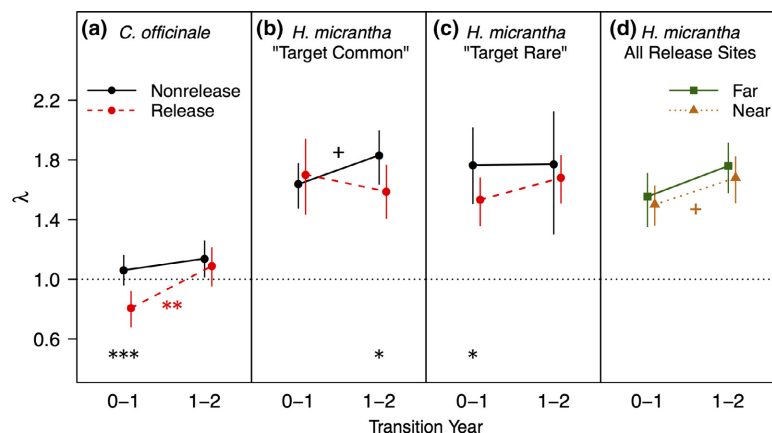 (a) C. officinale
(b) H. micrantha
"Target Common"
(c) H. micrantha
"Target Rare"
(d) H. micrantha
All Release Sites
Nonrelease
Release
Far
Near
λ
2.2
1.8
1.4
1.0
0.6
+
+
**
***
*
*
0–1 1–2 0–1 1–2 0–1 1–2 0–1 1–2
Transition Year